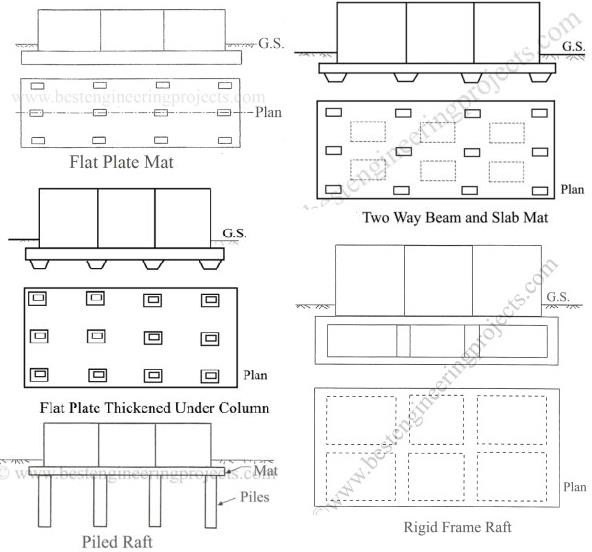 G.S.
www.bestengineeringprojects.com
Plan
Flat Plate Mat
G.S.
www.bestengineeringprojects.com
Plan
Two Way Beam and Slab Mat
G.S.
Plan
Flat Plate Thickened Under Column
G.S.
©www.bestengineeringprojects.com
Plan
Rigid Frame Raft
© www.bestengineeringprojects.com
Mat
Piles
Piled Raft